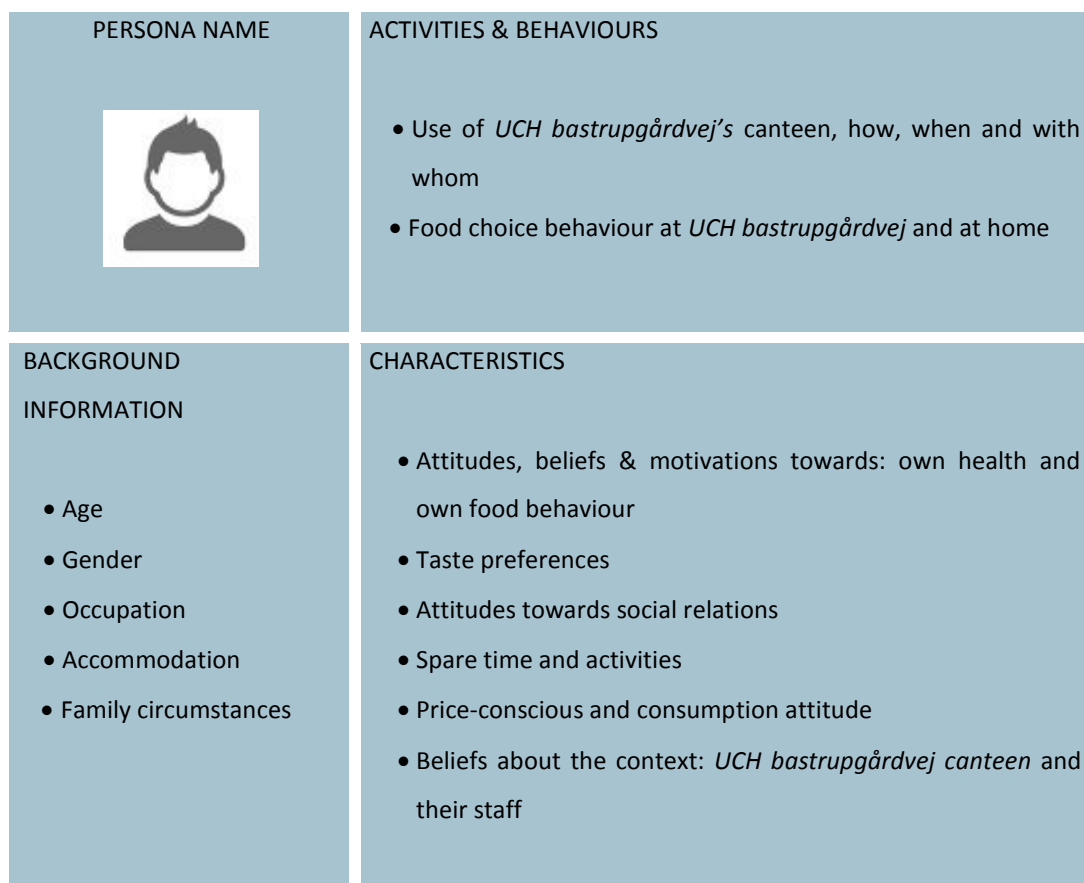 PERSONA NAME
ACTIVITIES & BEHAVIOURS
• Use of UCH bastrupgårdvej’s canteen, how, when and with
whom
• Food choice behaviour at UCH bastrupgårdvej and at home
BACKGROUND
INFORMATION
• Age
• Gender
• Occupation
• Accommodation
• Family circumstances
CHARACTERISTICS
• Attitudes, beliefs & motivations towards: own health and
own food behaviour
• Taste preferences
• Attitudes towards social relations
• Spare time and activities
• Price-conscious and consumption attitude
• Beliefs about the context: UCH bastrupgårdvej canteen and
their staff